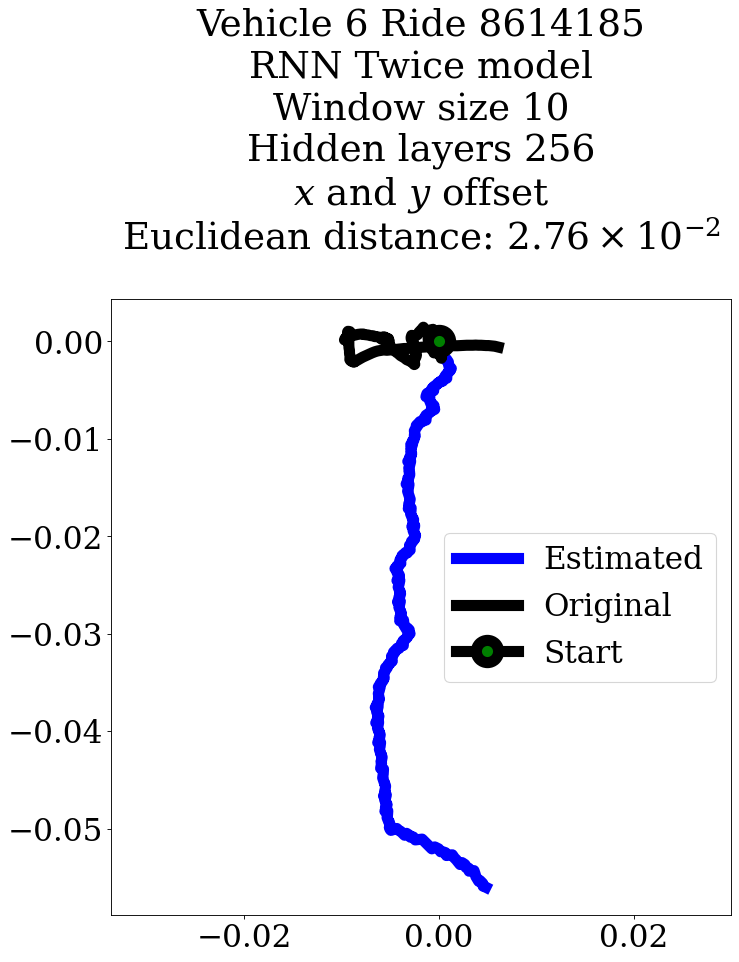 Vehicle 6 Ride 8614185
RNN Twice model
Window size 10
Hidden layers 256
x and y offset
Euclidean distance: 2.76 × 10⁻²
0.00
−0.01
−0.02
−0.03
−0.04
−0.05
Estimated
Original
Start
−0.02 0.00 0.02